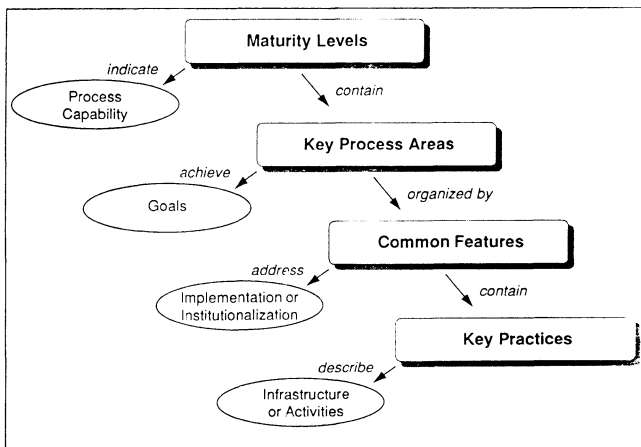 Maturity Levels
indicate
contain
Process
Capability
Key Process Areas
achieve
organized by
Goals
Common Features
address
contain
Implementation or
Institutionalization
Key Practices
describe
Infrastructure
or Activities